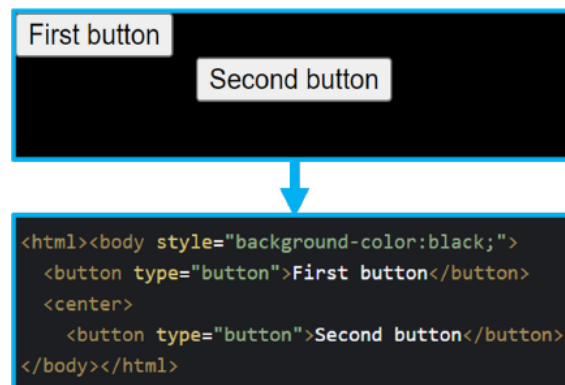 First button
Second button
<html><body style="background-color:black;">
<button type="button">First button</button>
<center>
<button type="button">Second button</button>
</body></html>